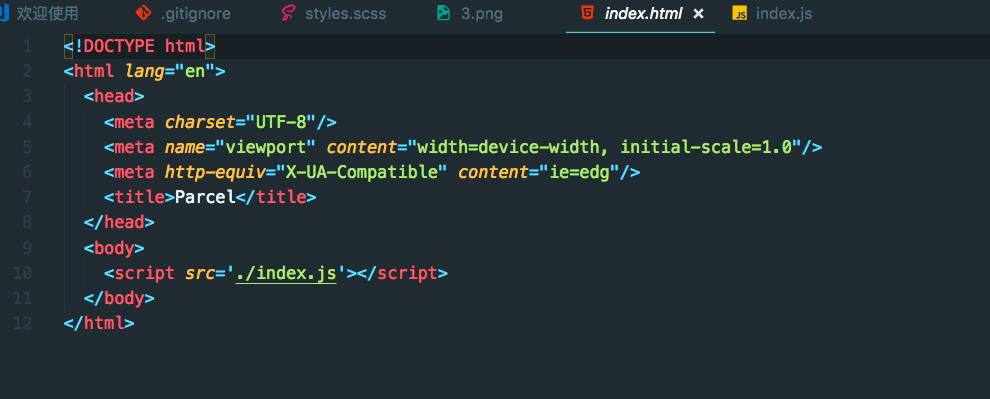 欢迎使用 .gitignore styles.scss 3.png index.html × JS index.js
1 <!DOCTYPE html>
2 <html lang="en">
3 <head>
4 <meta charset="UTF-8"/>
5 <meta name="viewport" content="width=device-width, initial-scale=1.0"/>
6 <meta http-equiv="X-UA-Compatible" content="ie=edg"/>
7 <title>Parcel</title>
8 </head>
9 <body>
10 <script src='./index.js'></script>
11 </body>
12 </html>